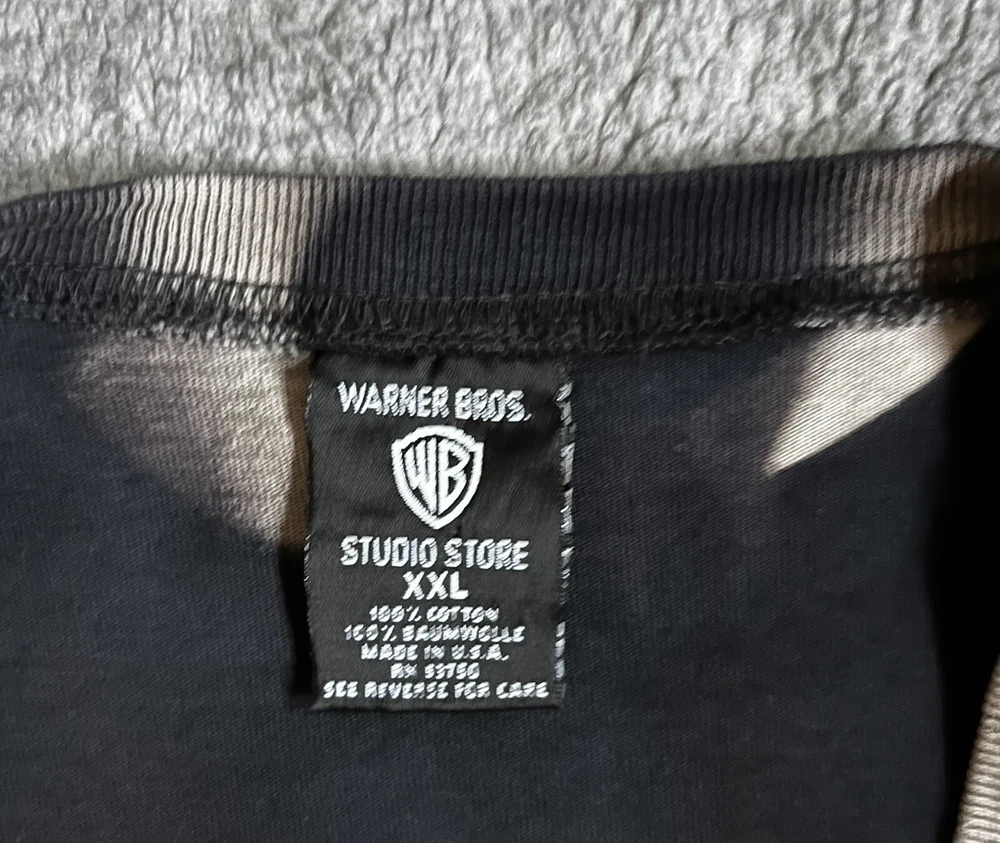 WARNER BROS.
WB
STUDIO STORE
XXL
100% COTTON
100% BAUMWOLLE
MADE IN U.S.A.
RN 53750
SEE REVERSE FOR CARE